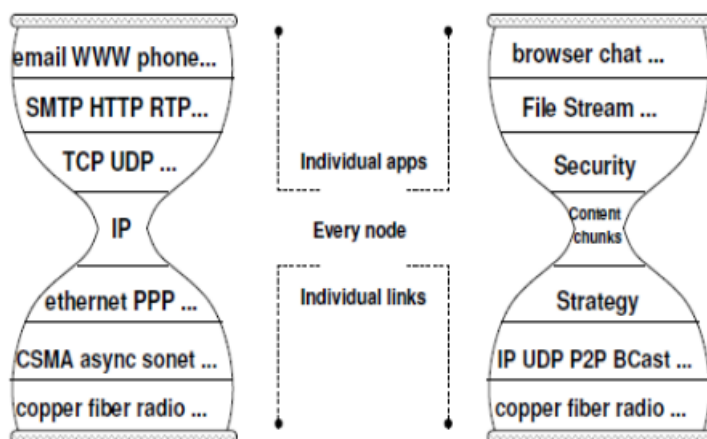 email WWW phone...
SMTP HTTP RTP...
TCP UDP ...
IP
ethernet PPP ...
CSMA async sonet ...
copper fiber radio ...
Individual apps
Every node
Individual links
browser chat ...
File Stream ...
Security
Content
chunks
Strategy
IP UDP P2P BCast ...
copper fiber radio ...